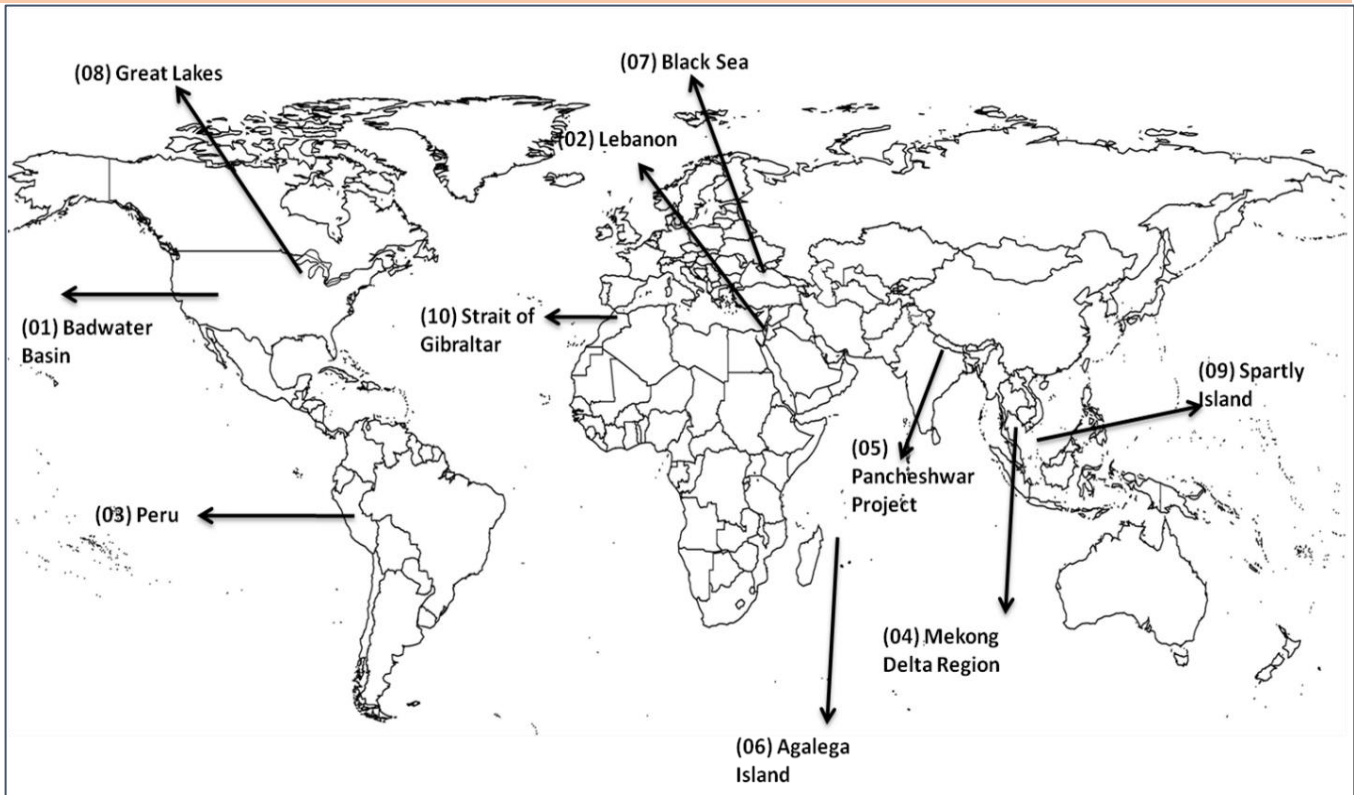 (07) Black Sea
(08) Great Lakes
(02) Lebanon
(10) Strait of
Gibraltar
(01) Badwater
Basin
(09) Spartly
Island
(05)
Pancheshwar
Project
(03) Peru
(04) Mekong
Delta Region
(06) Agalega
Island